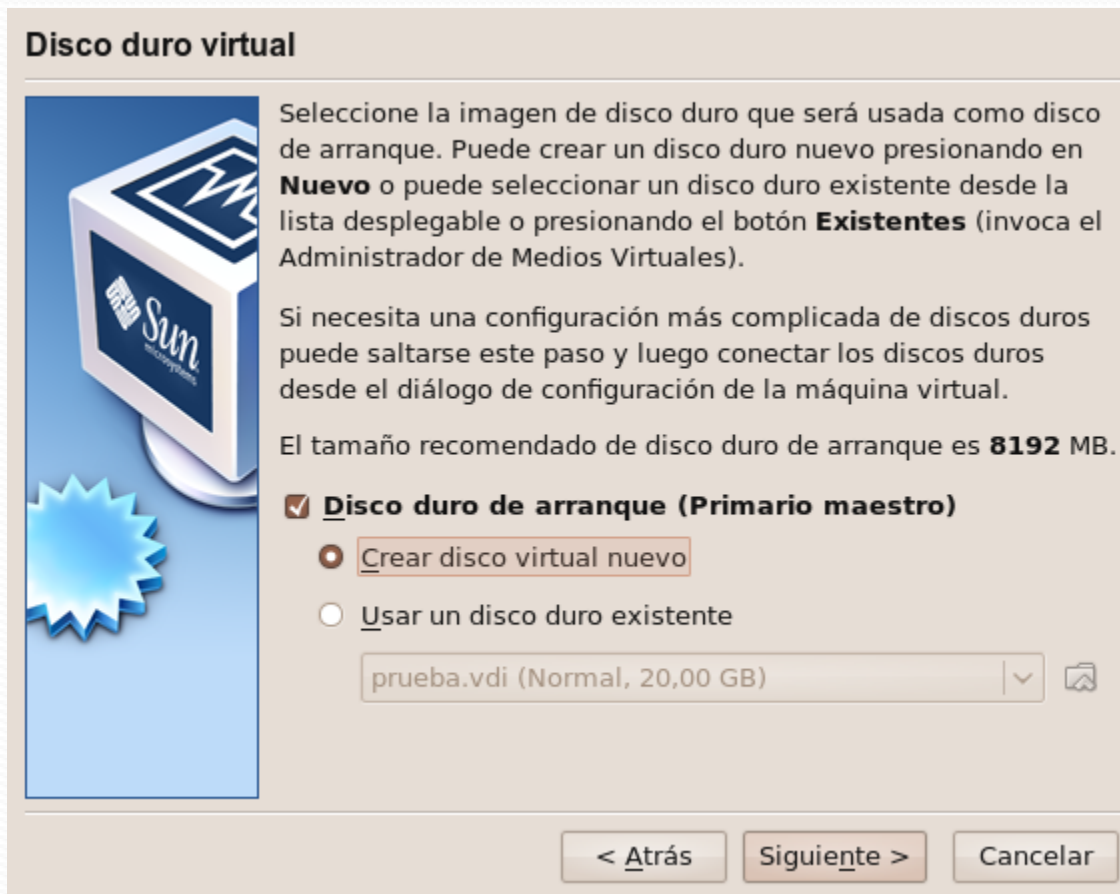 Disco duro virtual
Seleccione la imagen de disco duro que será usada como disco
de arranque. Puede crear un disco duro nuevo presionando en
Nuevo o puede seleccionar un disco duro existente desde la
lista desplegable o presionando el botón Existentes (invoca el
Administrador de Medios Virtuales).
Si necesita una configuración más complicada de discos duros
puede saltarse este paso y luego conectar los discos duros
desde el diálogo de configuración de la máquina virtual.
El tamaño recomendado de disco duro de arranque es 8192 MB.
Disco duro de arranque (Primario maestro)
Crear disco virtual nuevo
Usar un disco duro existente
prueba.vdi (Normal, 20,00 GB)
Sun
microsystems
< Atrás
Siguiente >
Cancelar